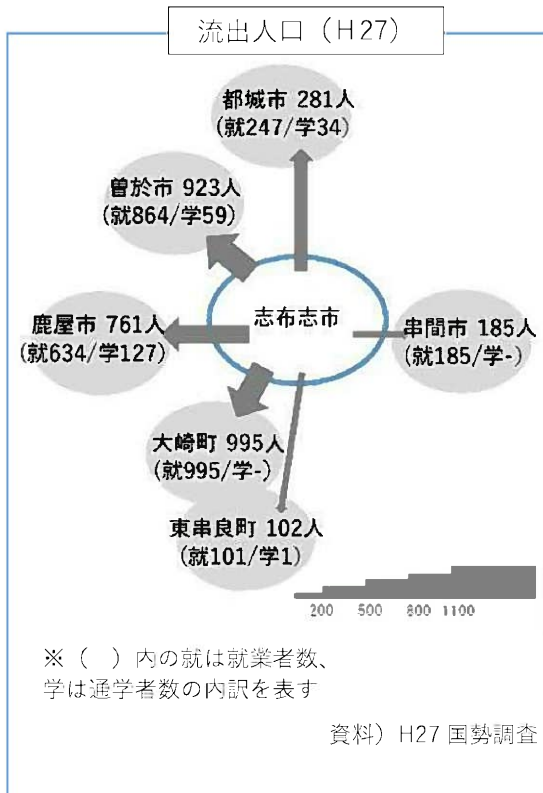 流出人口（H27）
都城市 281人
(就247/学34)
曽於市 923人
(就864/学59)
志布志市
鹿屋市 761人
(就634/学127)
串間市 185人
(就185/学-)
大崎町 995人
(就995/学-)
東串良町 102人
(就101/学1)
200 500 800 1100
※（　）内の就は就業者数、
学は通学者数の内訳を表す
資料）H27 国勢調査